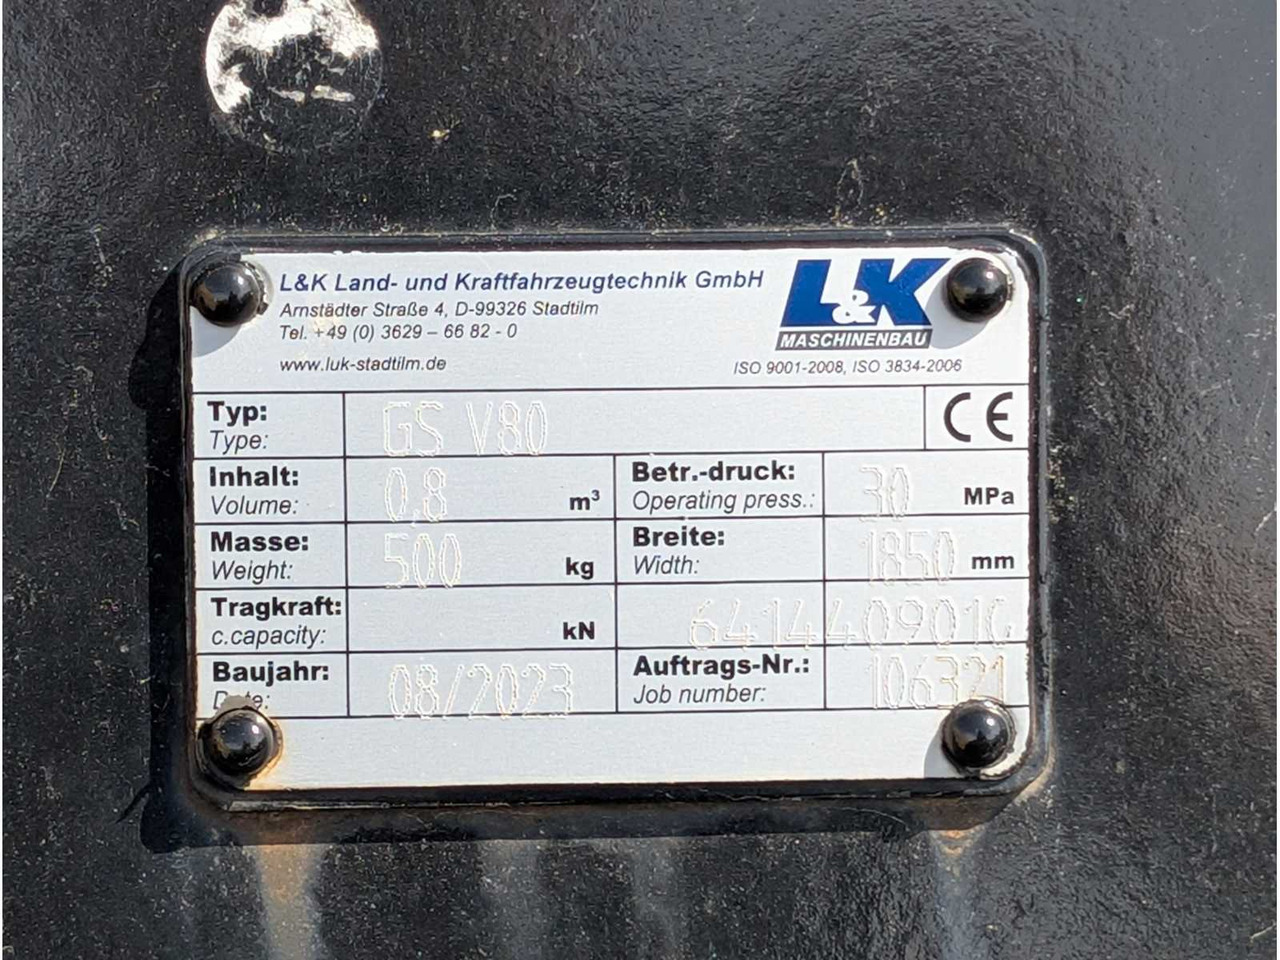 L&K Land- und Kraftfahrzeugtechnik GmbH
Arnstädter Straße 4, D-99326 Stadtilm
Tel. +49 (0) 3629 – 66 82 - 0
www.luk-stadtilm.de
L&K
MASCHINENBAU
ISO 9001-2008, ISO 3834-2006
Typ: GS V80 CE
Type:
Inhalt: 0,8 m³ Betr.-druck: 30 MPa
Volume: Operating press.:
Masse: 500 kg Breite: 1850 mm
Weight: Width:
Tragkraft: kN
c.capacity:
Baujahr: 08/2023 Auftrags-Nr.: 106321
Job number: